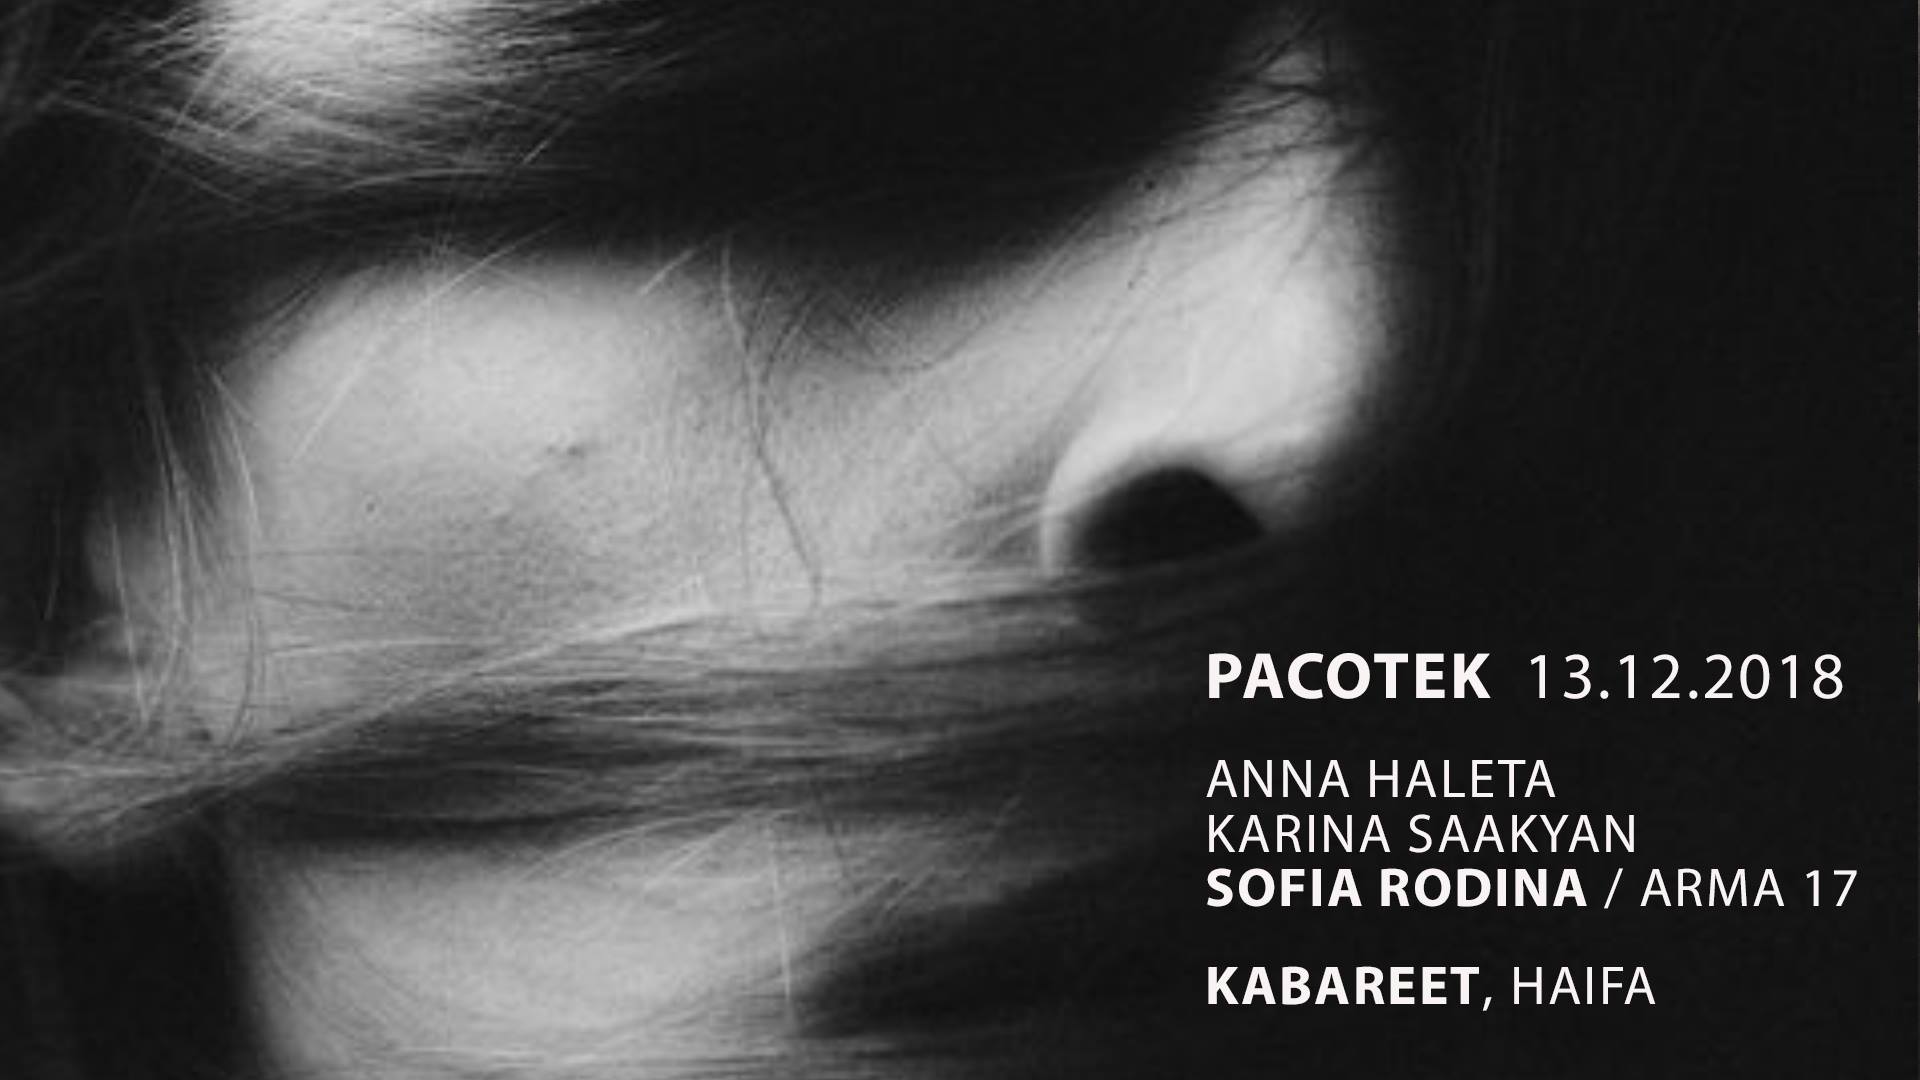 PACOTEK 13.12.2018
ANNA HALETA
KARINA SAAKYAN
SOFIA RODINA / ARMA 17
KABAREET, HAIFA